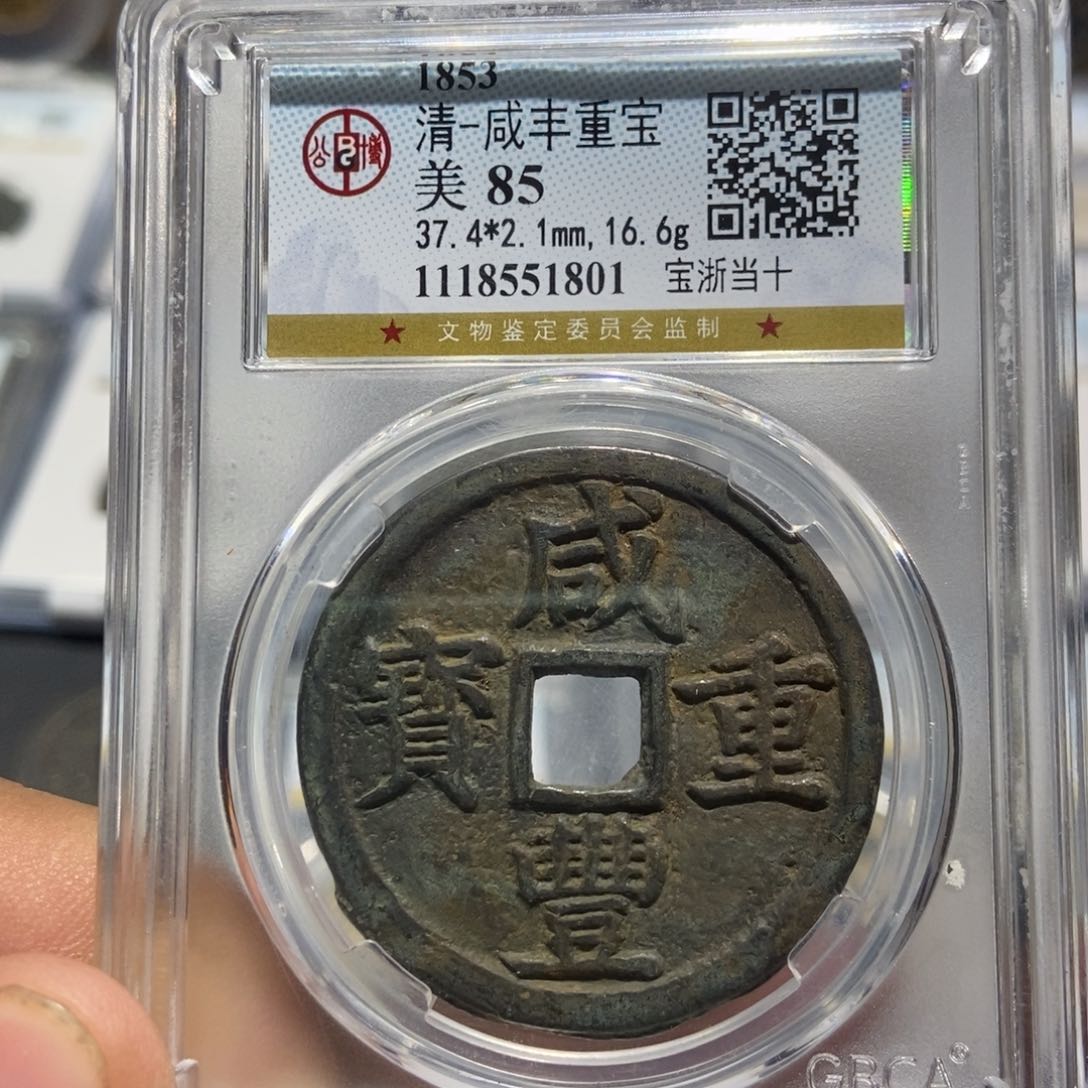 1853
清-咸丰重宝
美 85
37.4*2.1mm, 16.6g
1118551801 宝浙当十
★ 文物鉴定委员会监制 ★
咸
豐
重
寶
GBCA®